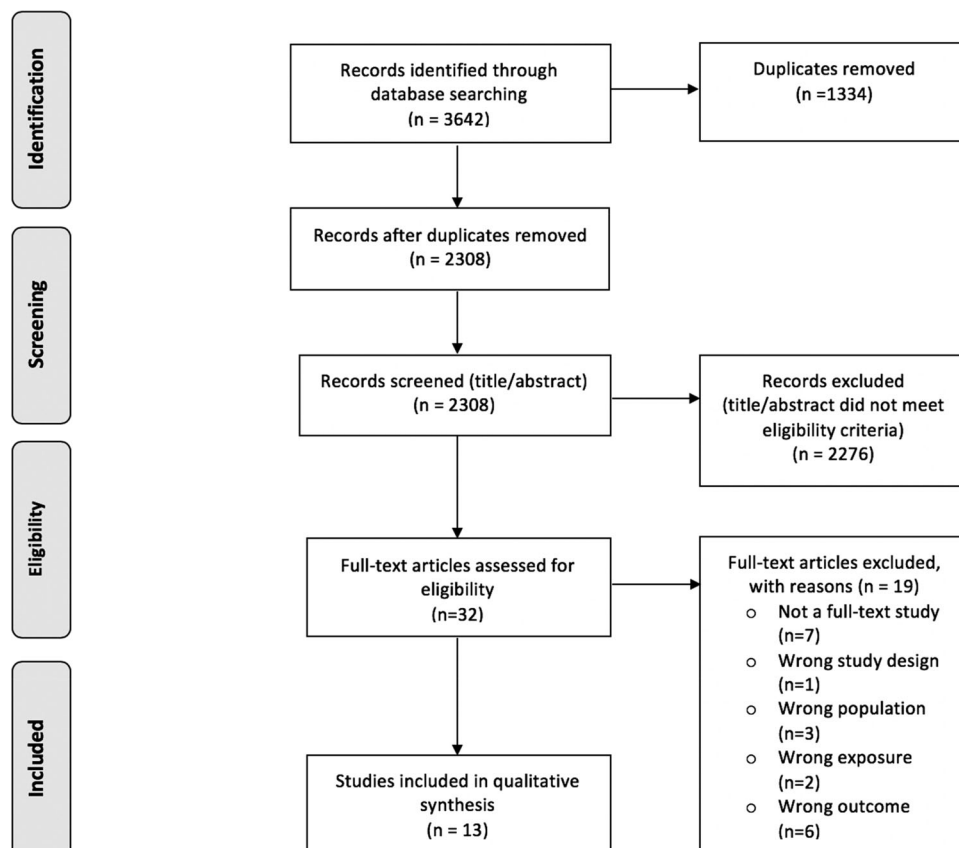 Identification
Records identified through
database searching
(n = 3642)
Duplicates removed
(n =1334)
Screening
Records after duplicates removed
(n = 2308)
Records screened (title/abstract)
(n = 2308)
Records excluded
(title/abstract did not meet
eligibility criteria)
(n = 2276)
Eligibility
Full-text articles assessed for
eligibility
(n=32)
Full-text articles excluded,
with reasons (n = 19)
o Not a full-text study
(n=7)
o Wrong study design
(n=1)
o Wrong population
(n=3)
o Wrong exposure
(n=2)
o Wrong outcome
(n=6)
Included
Studies included in qualitative
synthesis
(n = 13)